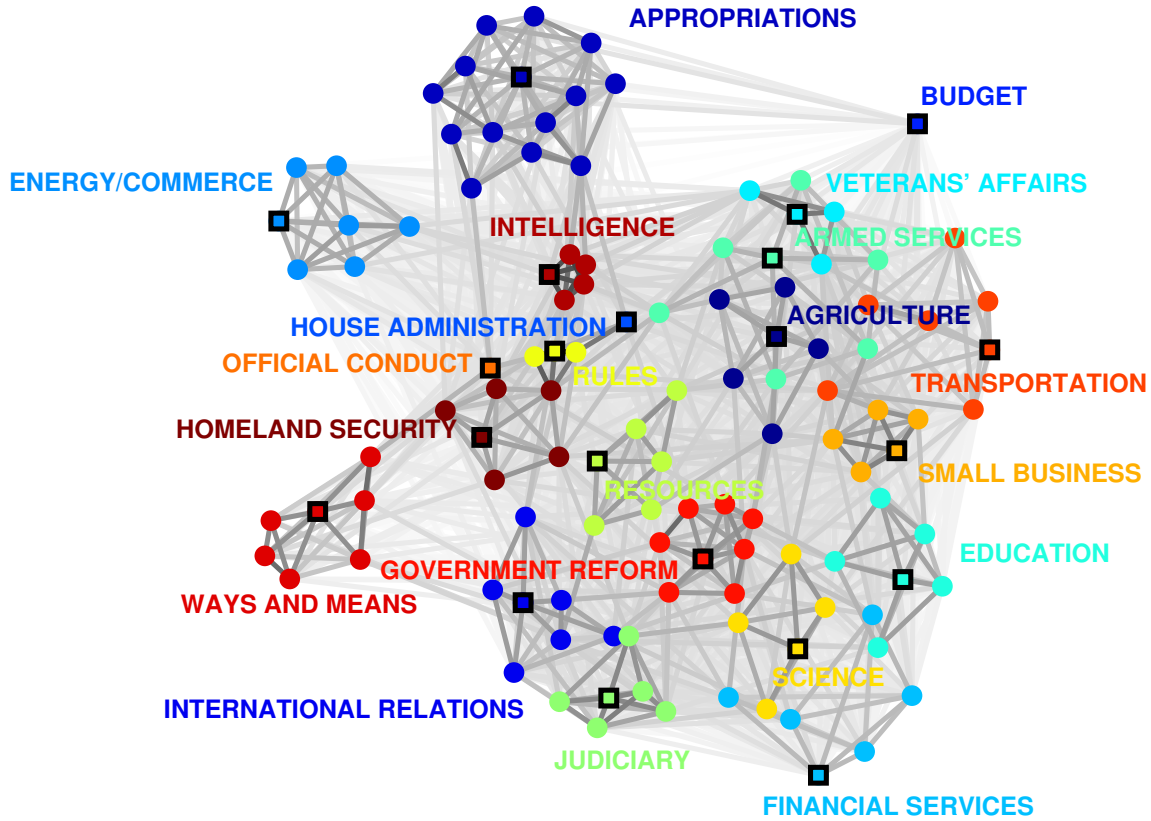 APPROPRIATIONS
BUDGET
ENERGY/COMMERCE
VETERANS' AFFAIRS
INTELLIGENCE
ARMED SERVICES
HOUSE ADMINISTRATION
AGRICULTURE
OFFICIAL CONDUCT
RULES
TRANSPORTATION
HOMELAND SECURITY
SMALL BUSINESS
RESOURCES
EDUCATION
GOVERNMENT REFORM
WAYS AND MEANS
SCIENCE
INTERNATIONAL RELATIONS
JUDICIARY
FINANCIAL SERVICES